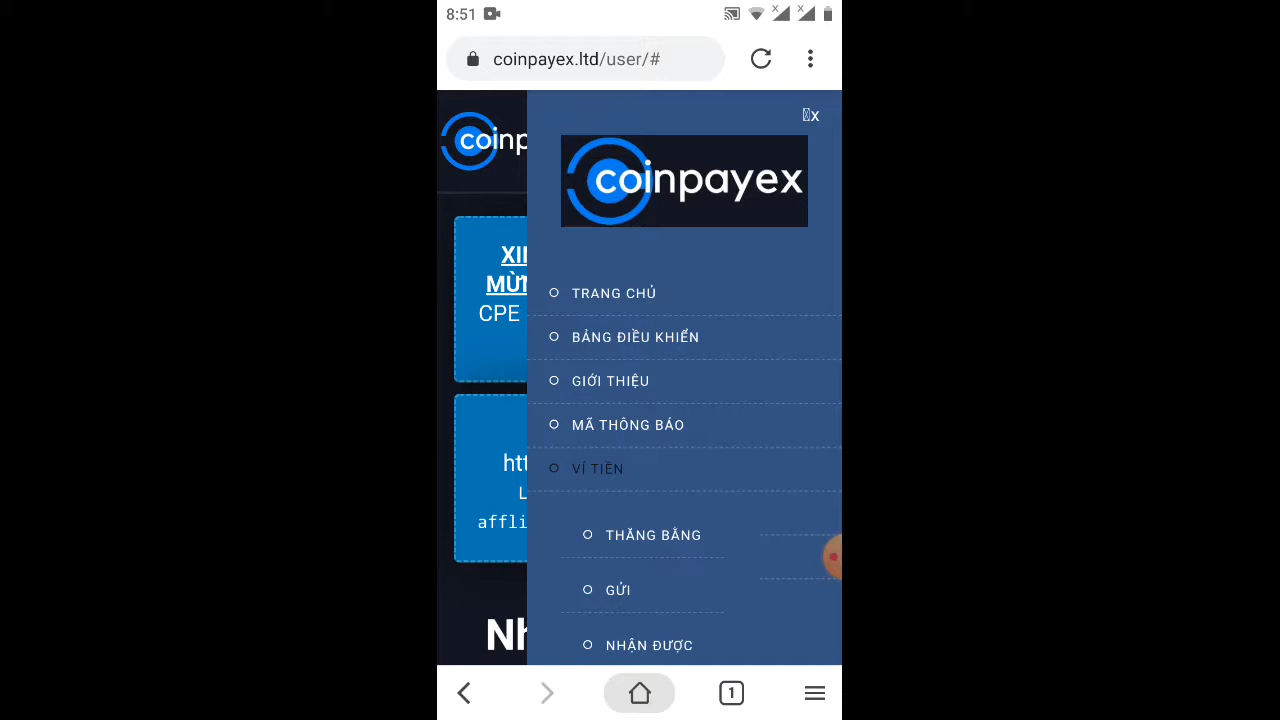 8:51
coinpayex.ltd/user/#
x
coinp
coinpayex
XII
MỪN
CPE
TRANG CHỦ
BẢNG ĐIỀU KHIỂN
GIỚI THIỆU
MÃ THÔNG BÁO
VÍ TIỀN
htt
L
affli
THĂNG BẰNG
GỬI
NHẬN ĐƯỢC
Nh
1